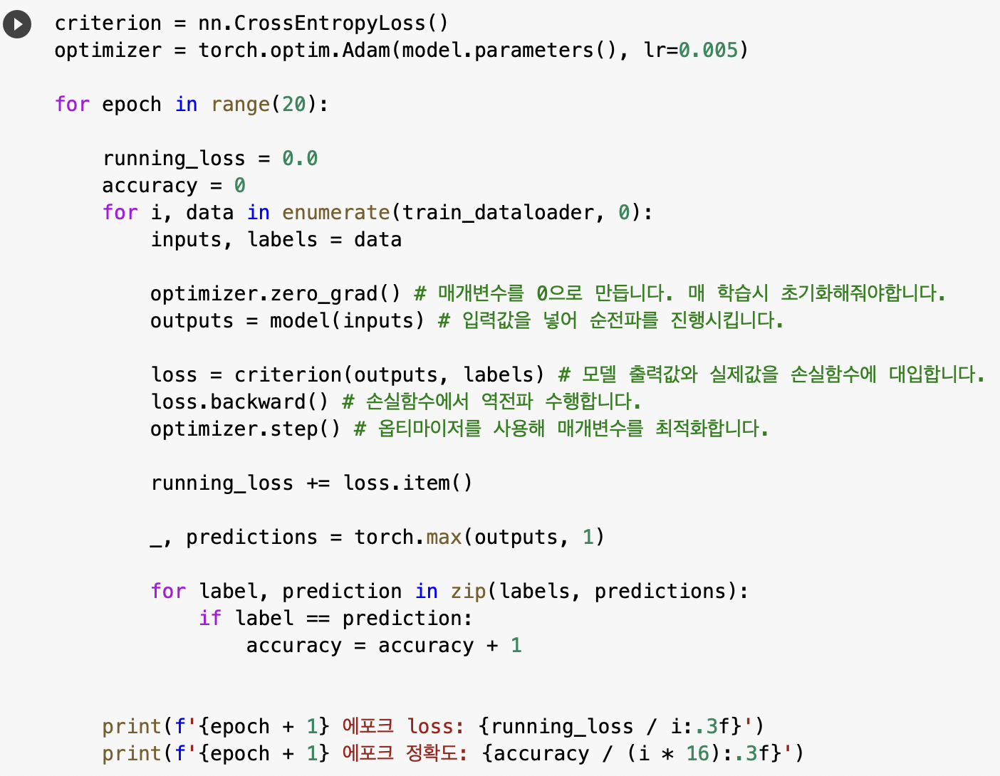 criterion = nn.CrossEntropyLoss()
optimizer = torch.optim.Adam(model.parameters(), lr=0.005)
for epoch in range(20):
running_loss = 0.0
accuracy = 0
for i, data in enumerate(train_dataloader, 0):
inputs, labels = data
optimizer.zero_grad() # 매개변수를 0으로 만듭니다. 매 학습시 초기화해줘야합니다.
outputs = model(inputs) # 입력값을 넣어 순전파를 진행시킵니다.
loss = criterion(outputs, labels) # 모델 출력값와 실제값을 손실함수에 대입합니다.
loss.backward() # 손실함수에서 역전파 수행합니다.
optimizer.step() # 옵티마이저를 사용해 매개변수를 최적화합니다.
running_loss += loss.item()
_, predictions = torch.max(outputs, 1)
for label, prediction in zip(labels, predictions):
if label == prediction:
accuracy = accuracy + 1
print(f'{epoch + 1} 에포크 loss: {running_loss / i:.3f}')
print(f'{epoch + 1} 에포크 정확도: {accuracy / (i * 16):.3f}')